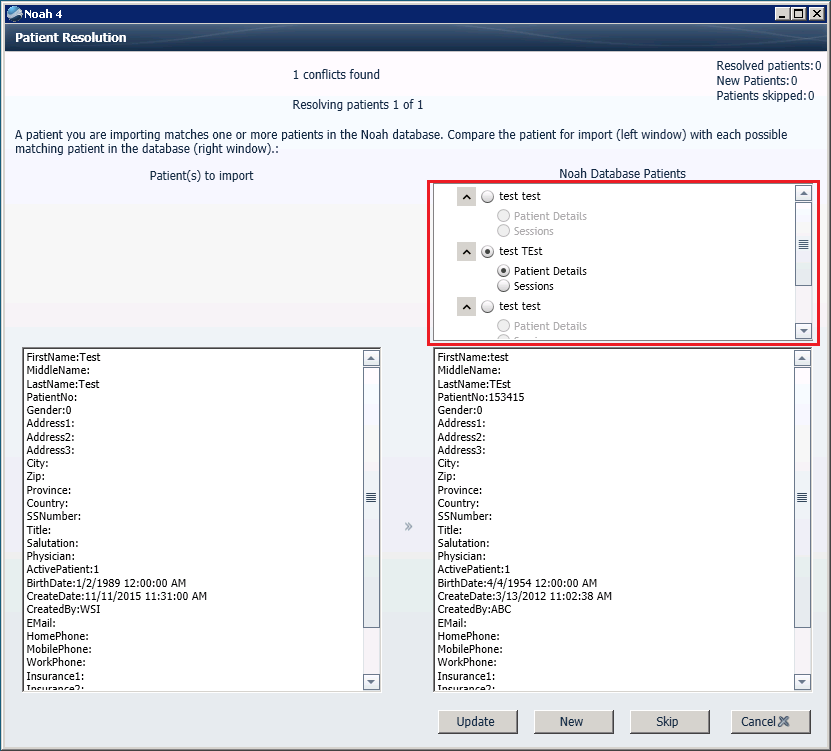 Noah 4
Patient Resolution
1 conflicts found
Resolving patients 1 of 1
Resolved patients:0
New Patients:0
Patients skipped:0
A patient you are importing matches one or more patients in the Noah database. Compare the patient for import (left window) with each possible
matching patient in the database (right window).:
Patient(s) to import
Noah Database Patients
test test
Patient Details
Sessions
test TEst
Patient Details
Sessions
test test
Patient Details
Sessions
FirstName:Test
MiddleName:
LastName:Test
PatientNo:
Gender:0
Address1:
Address2:
Address3:
City:
Zip:
Province:
Country:
SSNumber:
Title:
Salutation:
Physician:
ActivePatient:1
BirthDate:1/2/1989 12:00:00 AM
CreateDate:11/11/2015 11:31:00 AM
CreatedBy:WSI
EMail:
HomePhone:
MobilePhone:
WorkPhone:
Insurance1:
Insurance2:
»
FirstName:test
MiddleName:
LastName:TEst
PatientNo:153415
Gender:0
Address1:
Address2:
Address3:
City:
Zip:
Province:
Country:
SSNumber:
Title:
Salutation:
Physician:
ActivePatient:1
BirthDate:4/4/1954 12:00:00 AM
CreateDate:3/13/2012 11:02:38 AM
CreatedBy:ABC
EMail:
HomePhone:
MobilePhone:
WorkPhone:
Insurance1:
Insurance2:
Update
New
Skip
Cancel